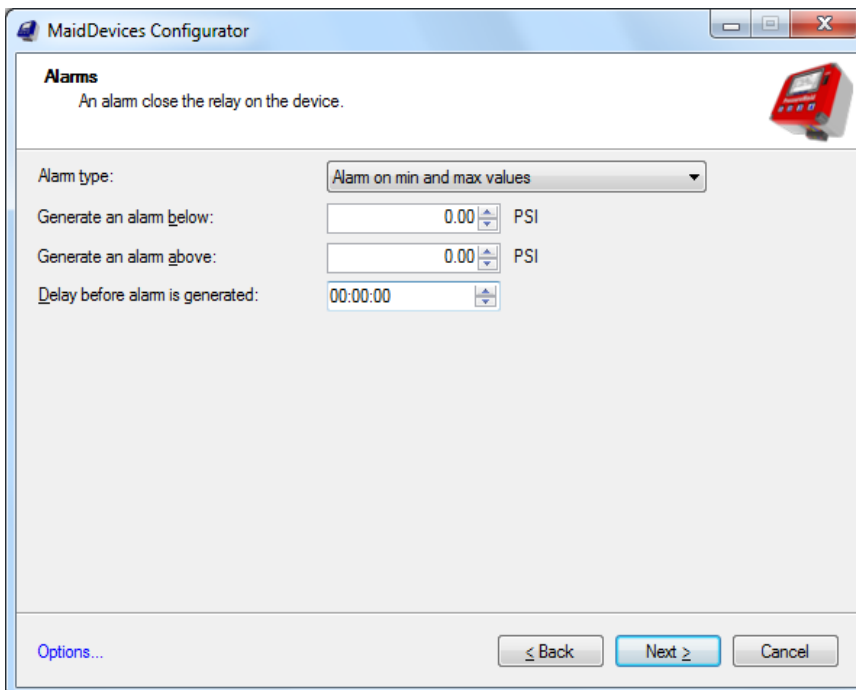 MaidDevices Configurator
Alarms
An alarm close the relay on the device.
Alarm type: Alarm on min and max values
Generate an alarm below: 0.00 PSI
Generate an alarm above: 0.00 PSI
Delay before alarm is generated: 00:00:00
Options... < Back Next > Cancel